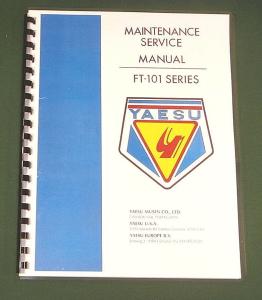 MAINTENANCE
SERVICE
MANUAL
FT-101 SERIES
YAESU
YAESU MUSEN CO., LTD.
YAESU U.S.A.
YAESU EUROPE B.V.